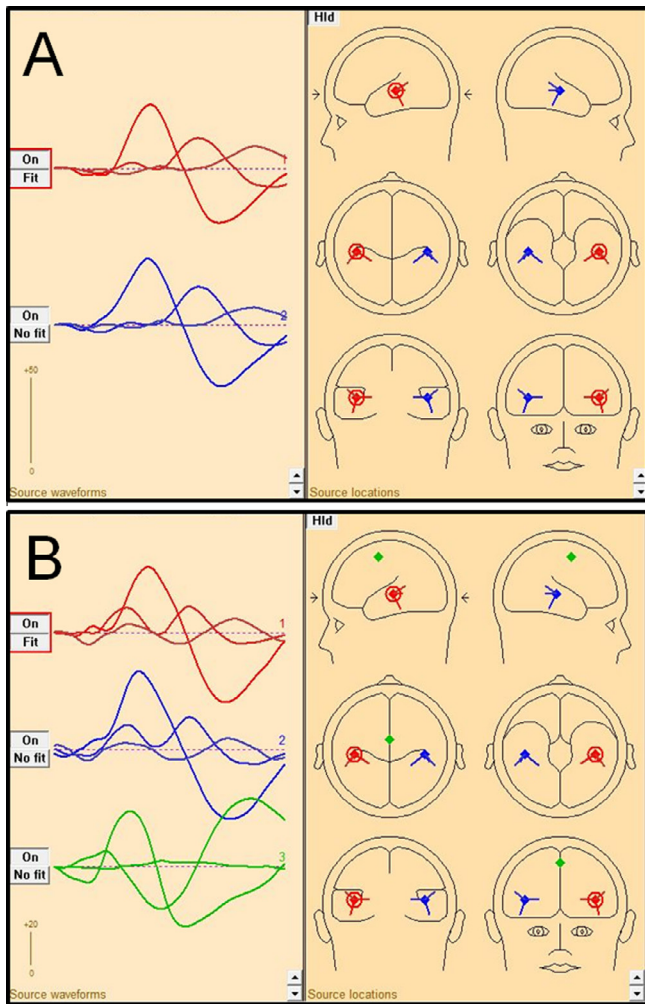 A
Hld
On
Fit
1
On
No fit
2
+50
0
Source waveforms
Source locations
B
Hld
On
Fit
1
On
No fit
2
On
No fit
3
+20
0
Source waveforms
Source locations